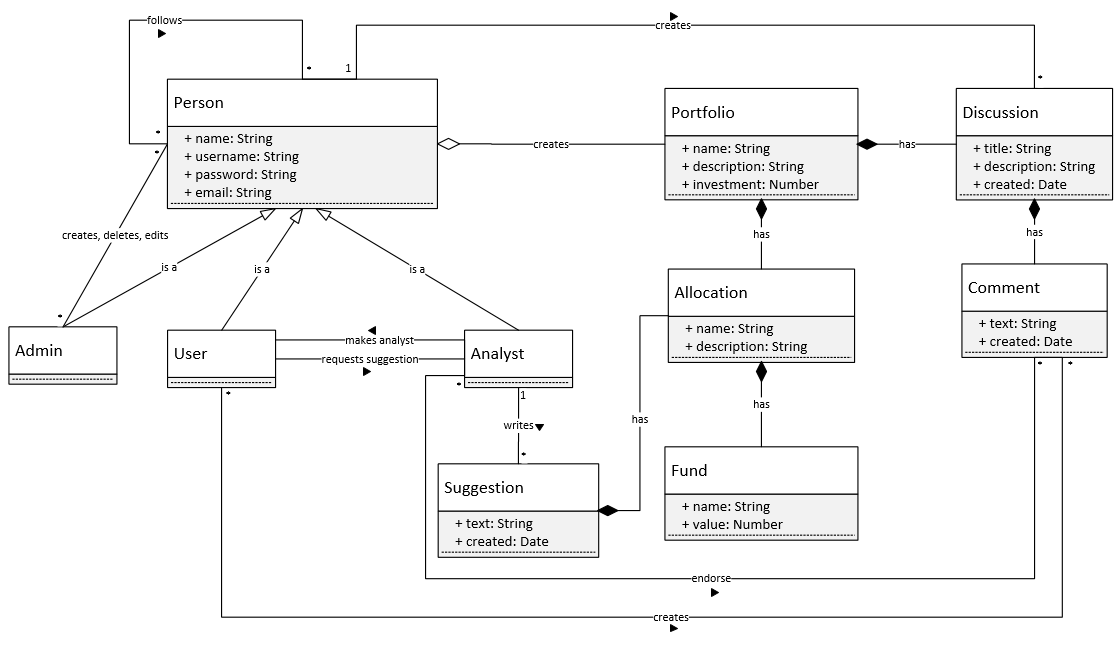 follows
creates
*
1
*
Person
+ name: String
+ username: String
+ password: String
+ email: String
*
*
creates
Portfolio
+ name: String
+ description: String
+ investment: Number
has
Discussion
+ title: String
+ description: String
+ created: Date
creates, deletes, edits
is a
is a
is a
has
has
*
Admin
User
makes analyst
requests suggestion
Analyst
Allocation
+ name: String
+ description: String
Comment
+ text: String
+ created: Date
*
*
1
*
*
writes
*
has
has
Suggestion
+ text: String
+ created: Date
Fund
+ name: String
+ value: Number
endorse
creates